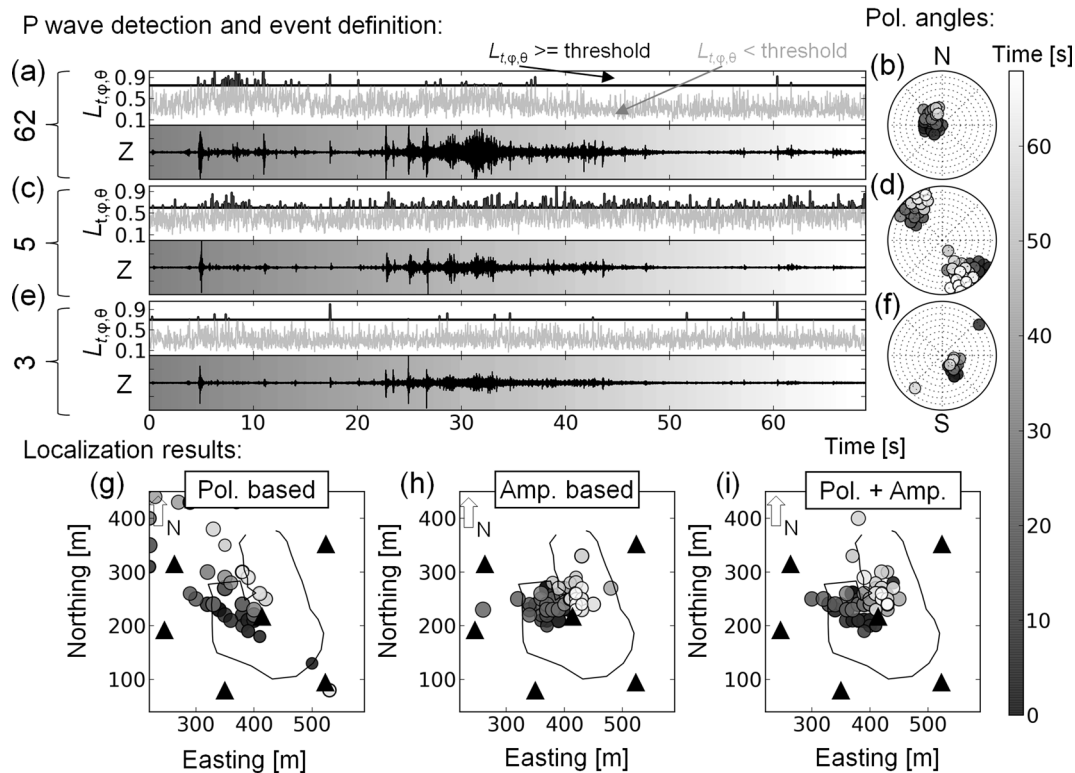 P wave detection and event definition:
Pol. angles:
Time [s]
L t,φ,θ >= threshold
L t,φ,θ < threshold
(a)
62
L t,φ,θ
0.9
0.5
0.1
Z
(b)
N
(c)
5
L t,φ,θ
0.9
0.5
0.1
Z
(d)
(e)
3
L t,φ,θ
0.9
0.5
0.1
Z
(f)
S
0 10 20 30 40 50 60
Time [s]
60
50
40
30
20
10
0
Localization results:
(g)
Pol. based
N
Northing [m]
400
300
200
100
300 400 500
Easting [m]
(h)
Amp. based
N
Northing [m]
400
300
200
100
300 400 500
Easting [m]
(i)
Pol. + Amp.
N
Northing [m]
400
300
200
100
300 400 500
Easting [m]